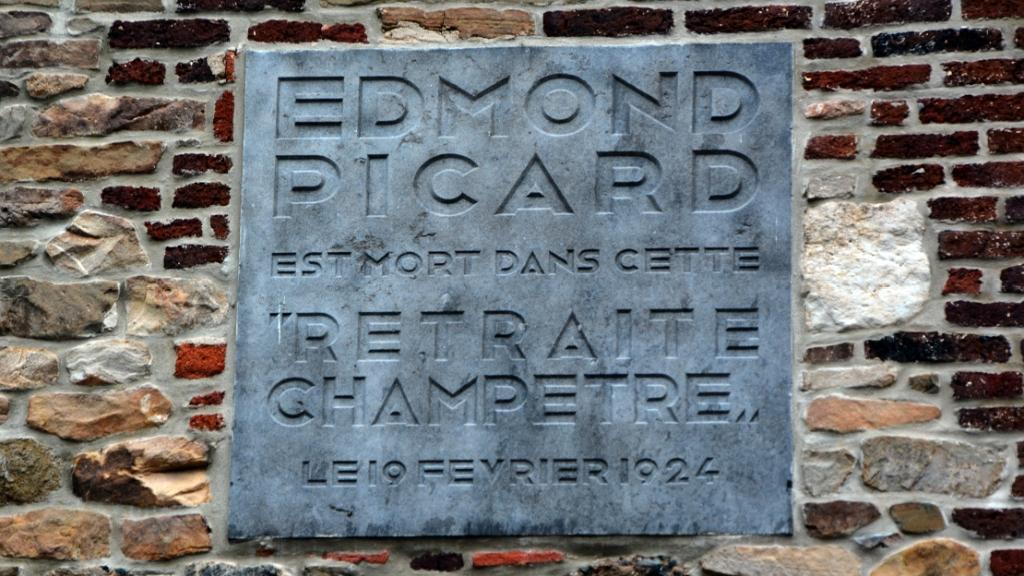 EDMOND
PICARD
EST MORT DANS CETTE
"RETRAITE
CHAMPETRE„
LE 19 FEVRIER 1924